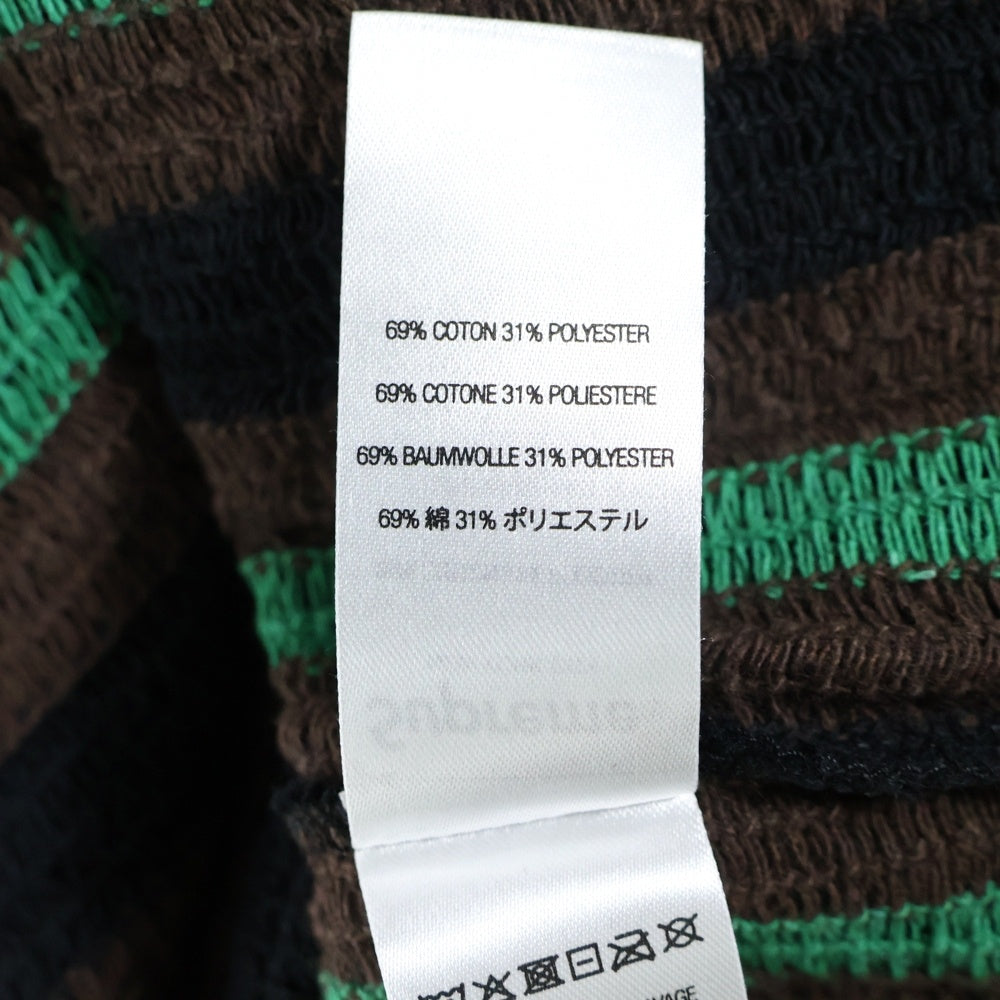 69% COTON 31% POLYESTER
69% COTONE 31% POLIESTERE
69% BAUMWOLLE 31% POLYESTER
69% 綿 31% ポリエステル
Supreme